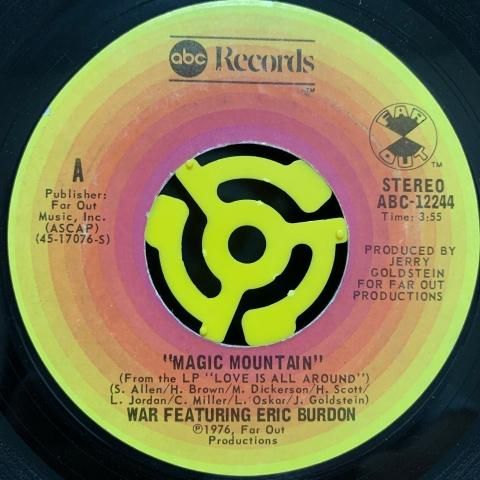 abc Records
TM
FAR
OUT
TM
A
Publisher:
Far Out
Music, Inc.
(ASCAP)
(45-17076-S)
STEREO
ABC-12244
Time: 3:55
PRODUCED BY
JERRY
GOLDSTEIN
FOR FAR OUT
PRODUCTIONS
"MAGIC MOUNTAIN"
(From the LP "LOVE IS ALL AROUND")
(S. Allen/H. Brown/M. Dickerson/H. Scott/
L. Jordan/C. Miller/L. Oskar/J. Goldstein)
WAR FEATURING ERIC BURDON
℗1976, Far Out
Productions